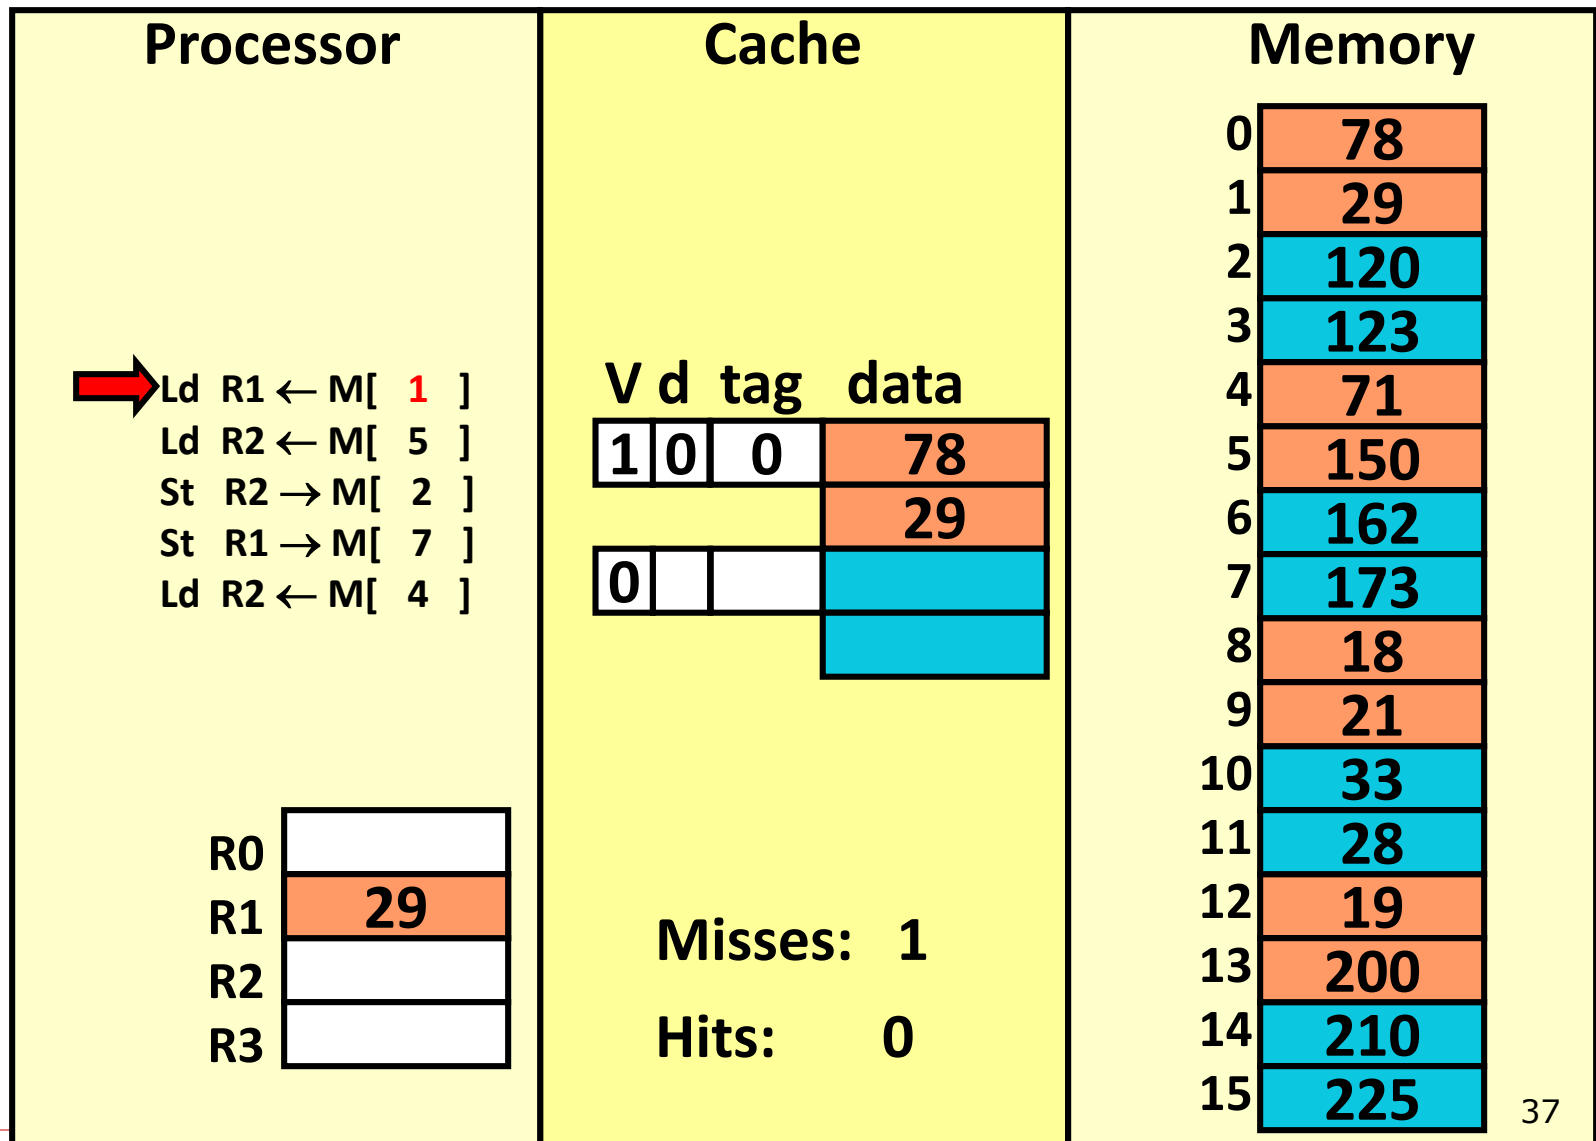 Processor
Ld R1 ← M[ 1 ]
Ld R2 ← M[ 5 ]
St R2 → M[ 2 ]
St R1 → M[ 7 ]
Ld R2 ← M[ 4 ]
R0
R1 29
R2
R3
Cache
V d tag data
1 0 0 78
29
0
Misses: 1
Hits: 0
Memory
0 78
1 29
2 120
3 123
4 71
5 150
6 162
7 173
8 18
9 21
10 33
11 28
12 19
13 200
14 210
15 225
37